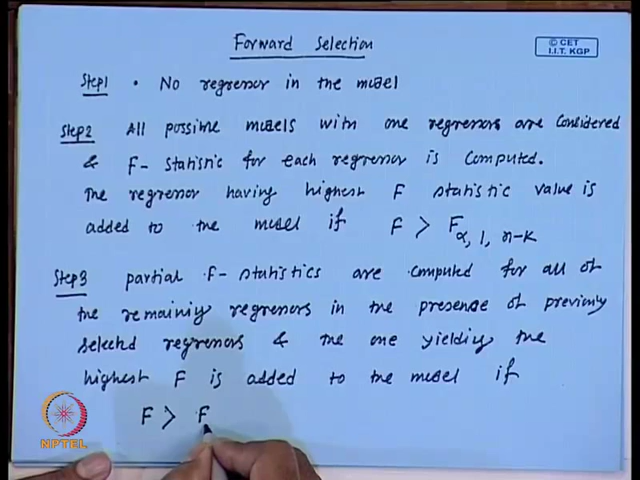 Forward Selection
© CET
I.I.T. KGP
Step1 • No regressor in the model
Step2 All possible models with one regressors are considered
& F- statistic for each regressor is computed.
The regressor having highest F statistic value is
added to the model if F > F α, 1, n-k
Step3 partial F-statistics are computed for all of
the remaining regressors in the presence of previously
selected regressors & the one yielding the
highest F is added to the model if
F > F
NPTEL